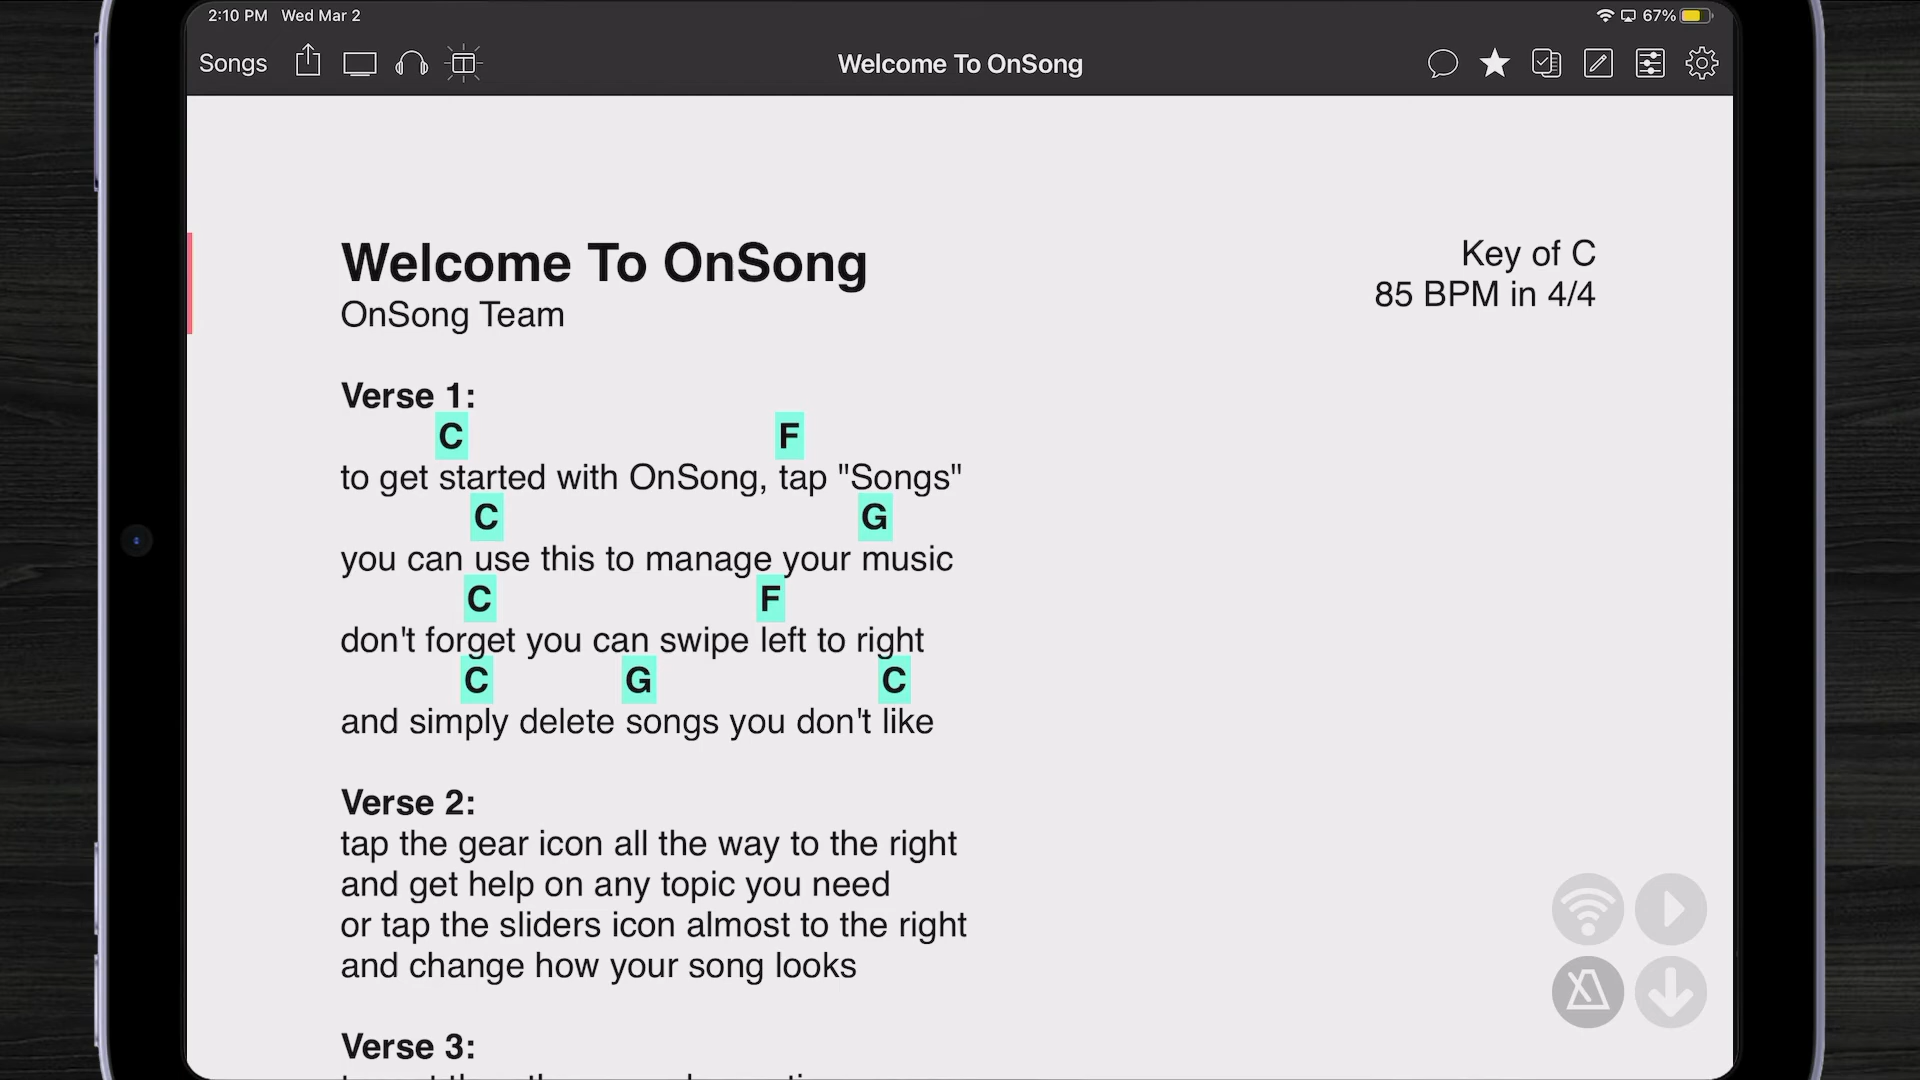 2:10 PM Wed Mar 2
67%
Songs
Welcome To OnSong
Welcome To OnSong
Key of C
OnSong Team
85 BPM in 4/4
Verse 1:
C F
to get started with OnSong, tap "Songs"
C G
you can use this to manage your music
C F
don't forget you can swipe left to right
C G C
and simply delete songs you don't like
Verse 2:
tap the gear icon all the way to the right
and get help on any topic you need
or tap the sliders icon almost to the right
and change how your song looks
Verse 3: